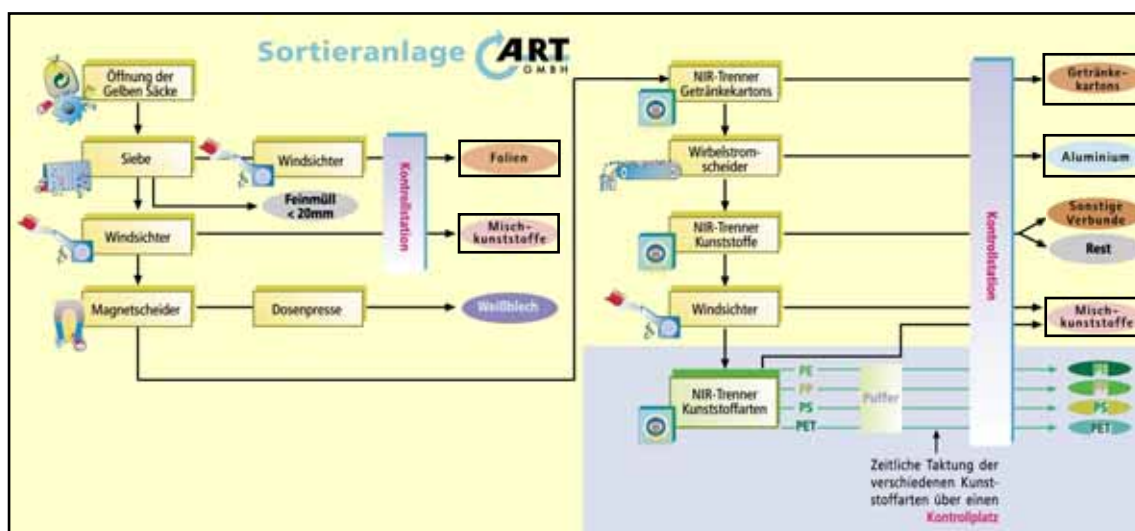 Sortieranlage
ART
GMBH
Öffnung der
Gelben Säcke
Siebe
Windsichter
Folien
Feinmüll
< 20mm
Kontrollstation
Windsichter
Misch-
kunststoffe
Magnetscheider
Dosenpresse
Weißblech
NIR-Trenner
Getränkekartons
Getränke-
kartons
Wirbelstrom-
scheider
Aluminium
Kontrollstation
NIR-Trenner
Kunststoffe
Sonstige
Verbunde
Rest
Windsichter
Misch-
kunststoffe
NIR-Trenner
Kunststoffarten
PE
PP
PS
PET
Puffer
PE
PP
PS
PET
Zeitliche Taktung der
verschiedenen Kunst-
stoffarten über einen
Kontrollplatz